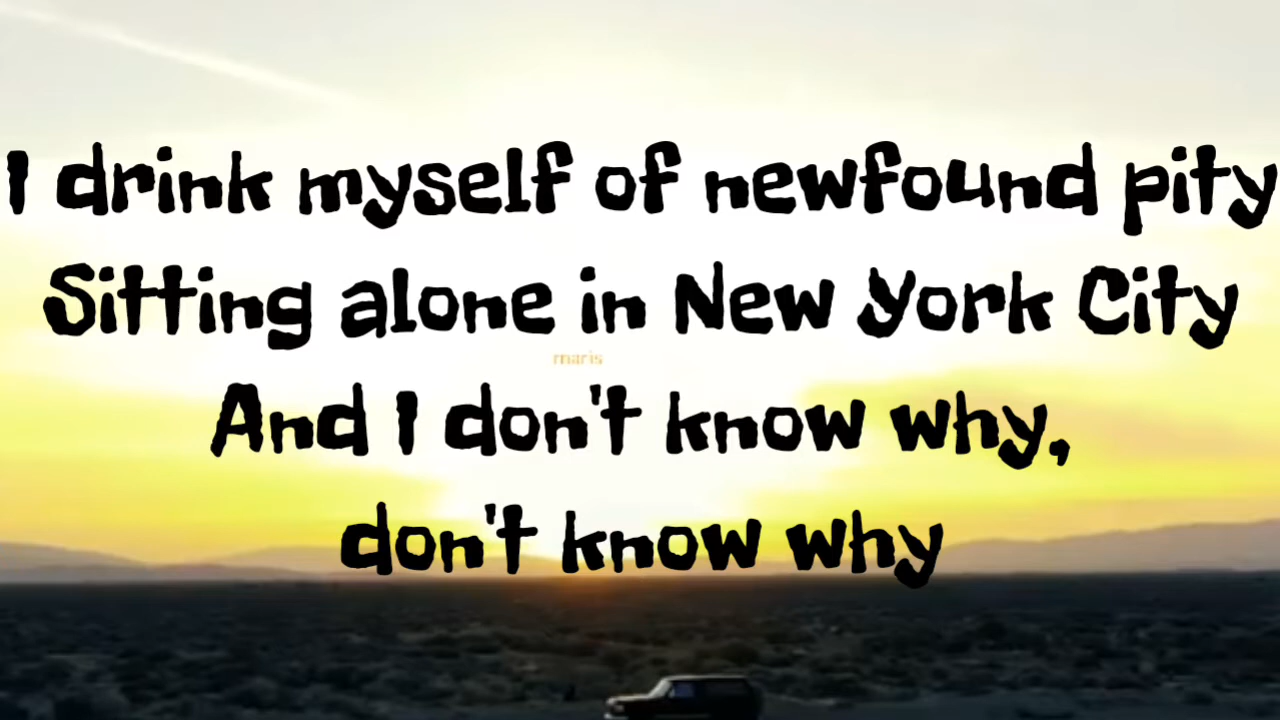 I drink myself of newfound pity
Sitting alone in New York City
maris
And I don't know why,
don't know why